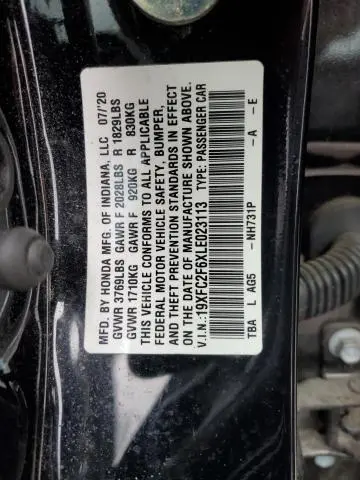 MFD. BY HONDA MFG. OF INDIANA, LLC 07/'20
GVWR 3769LBS GAWR F 2028LBS R 1829LBS
GVWR 1710KG GAWR F 920KG R 830KG
THIS VEHICLE CONFORMS TO ALL APPLICABLE
FEDERAL MOTOR VEHICLE SAFETY, BUMPER,
AND THEFT PREVENTION STANDARDS IN EFFECT
ON THE DATE OF MANUFACTURE SHOWN ABOVE.
V.I.N.:19XFC2F6XLE023113 TYPE: PASSENGER CAR
TBA L AG5 -NH731P -A -E